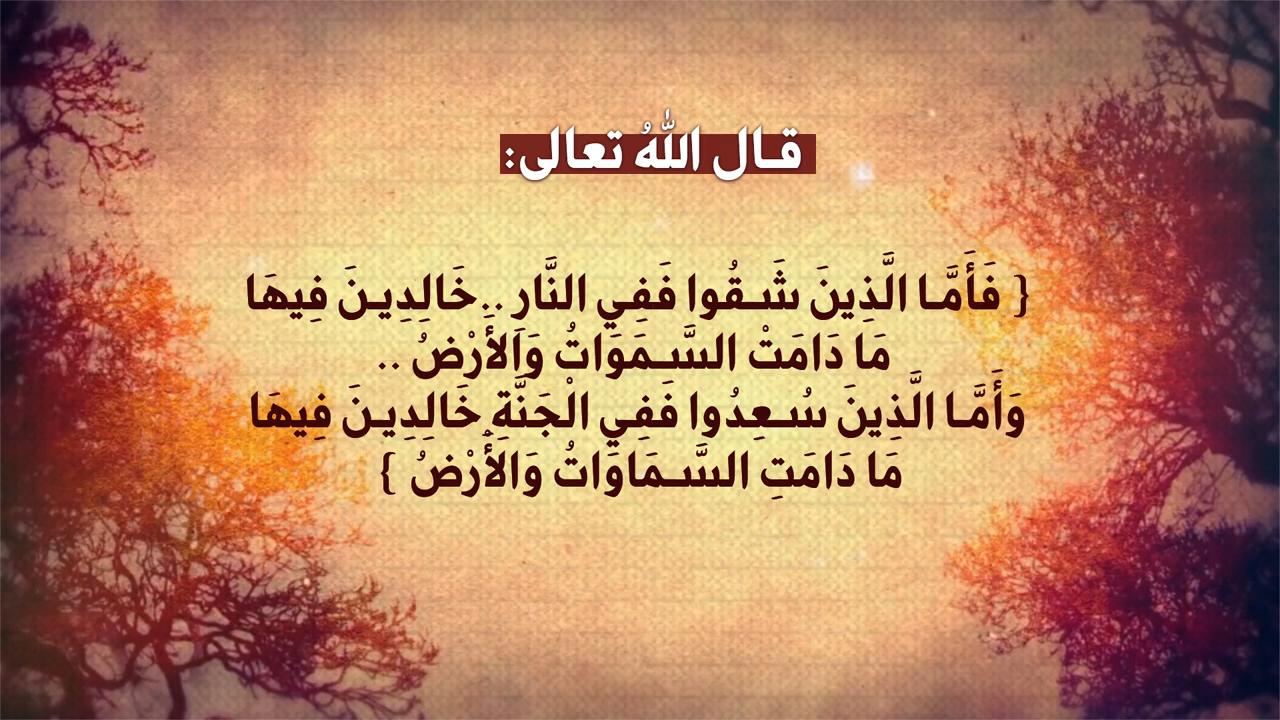 قال اللهُ تعالى:
{ فَأَمَّا الَّذِينَ شَقُوا فَفِي النَّارِ .. خَالِدِينَ فِيهَا
مَا دَامَتْ السَّمَوَاتُ وَاَلْأَرْضُ ..
وَأَمَّا الَّذِينَ سُعِدُوا فَفِي الْجَنَّةِ خَالِدِينَ فِيهَا
مَا دَامَتِ السَّمَاوَاتُ وَالأَرْضُ }